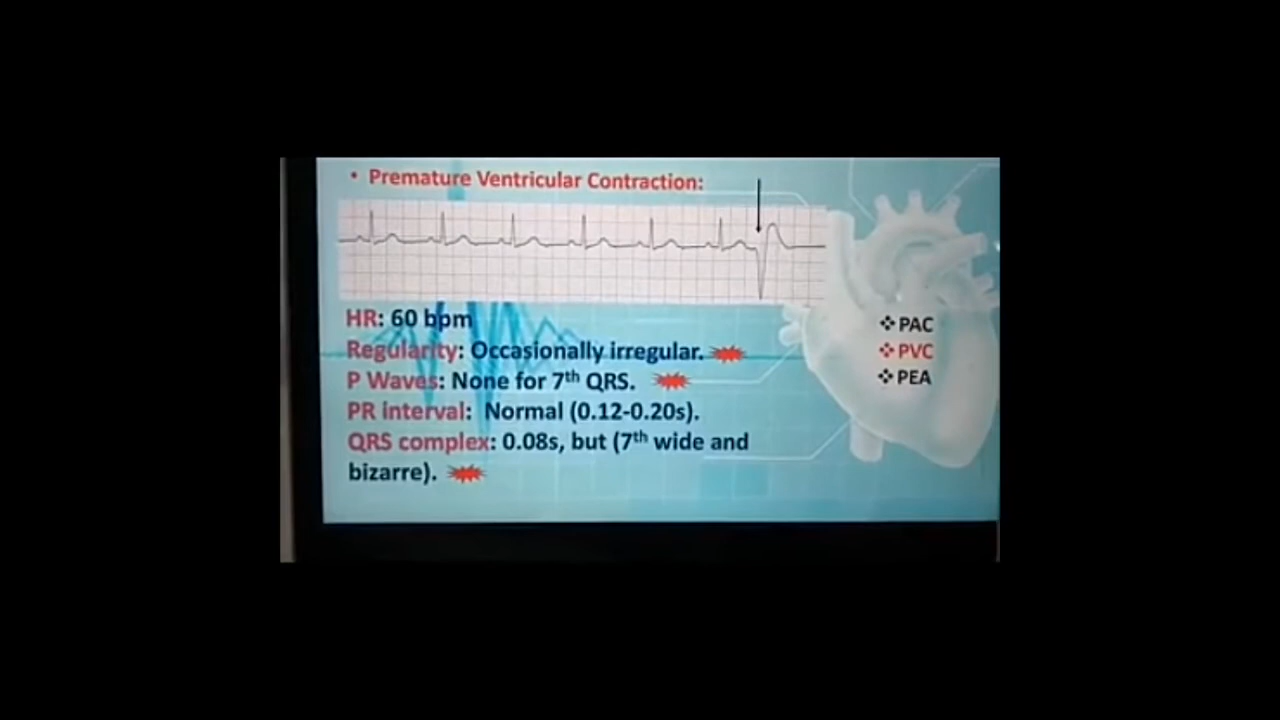 • Premature Ventricular Contraction:
HR: 60 bpm
Regularity: Occasionally irregular.
P Waves: None for 7th QRS.
PR interval: Normal (0.12-0.20s).
QRS complex: 0.08s, but (7th wide and
bizarre).
❖ PAC
❖ PVC
❖ PEA